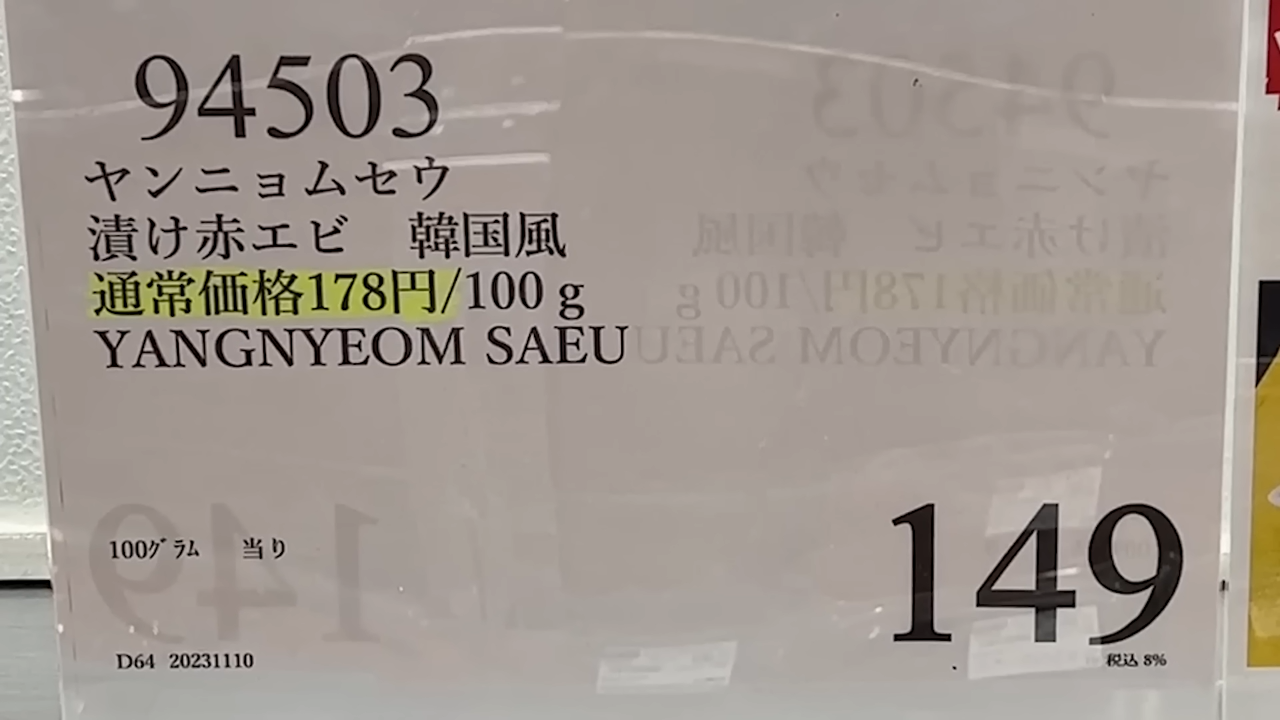 94503
ヤンニョムセウ
漬け赤エビ　韓国風
通常価格178円/100 g
YANGNYEOM SAEU
149
100ｸﾞﾗﾑ　当り
D64 20231110
税込 8%